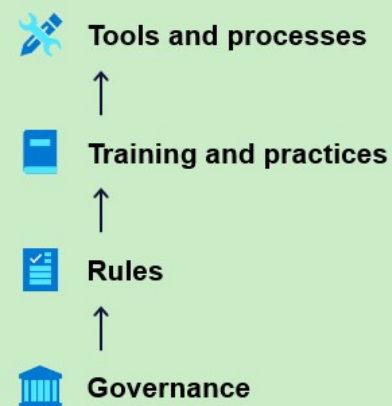 Tools and processes
Training and practices
Rules
Governance